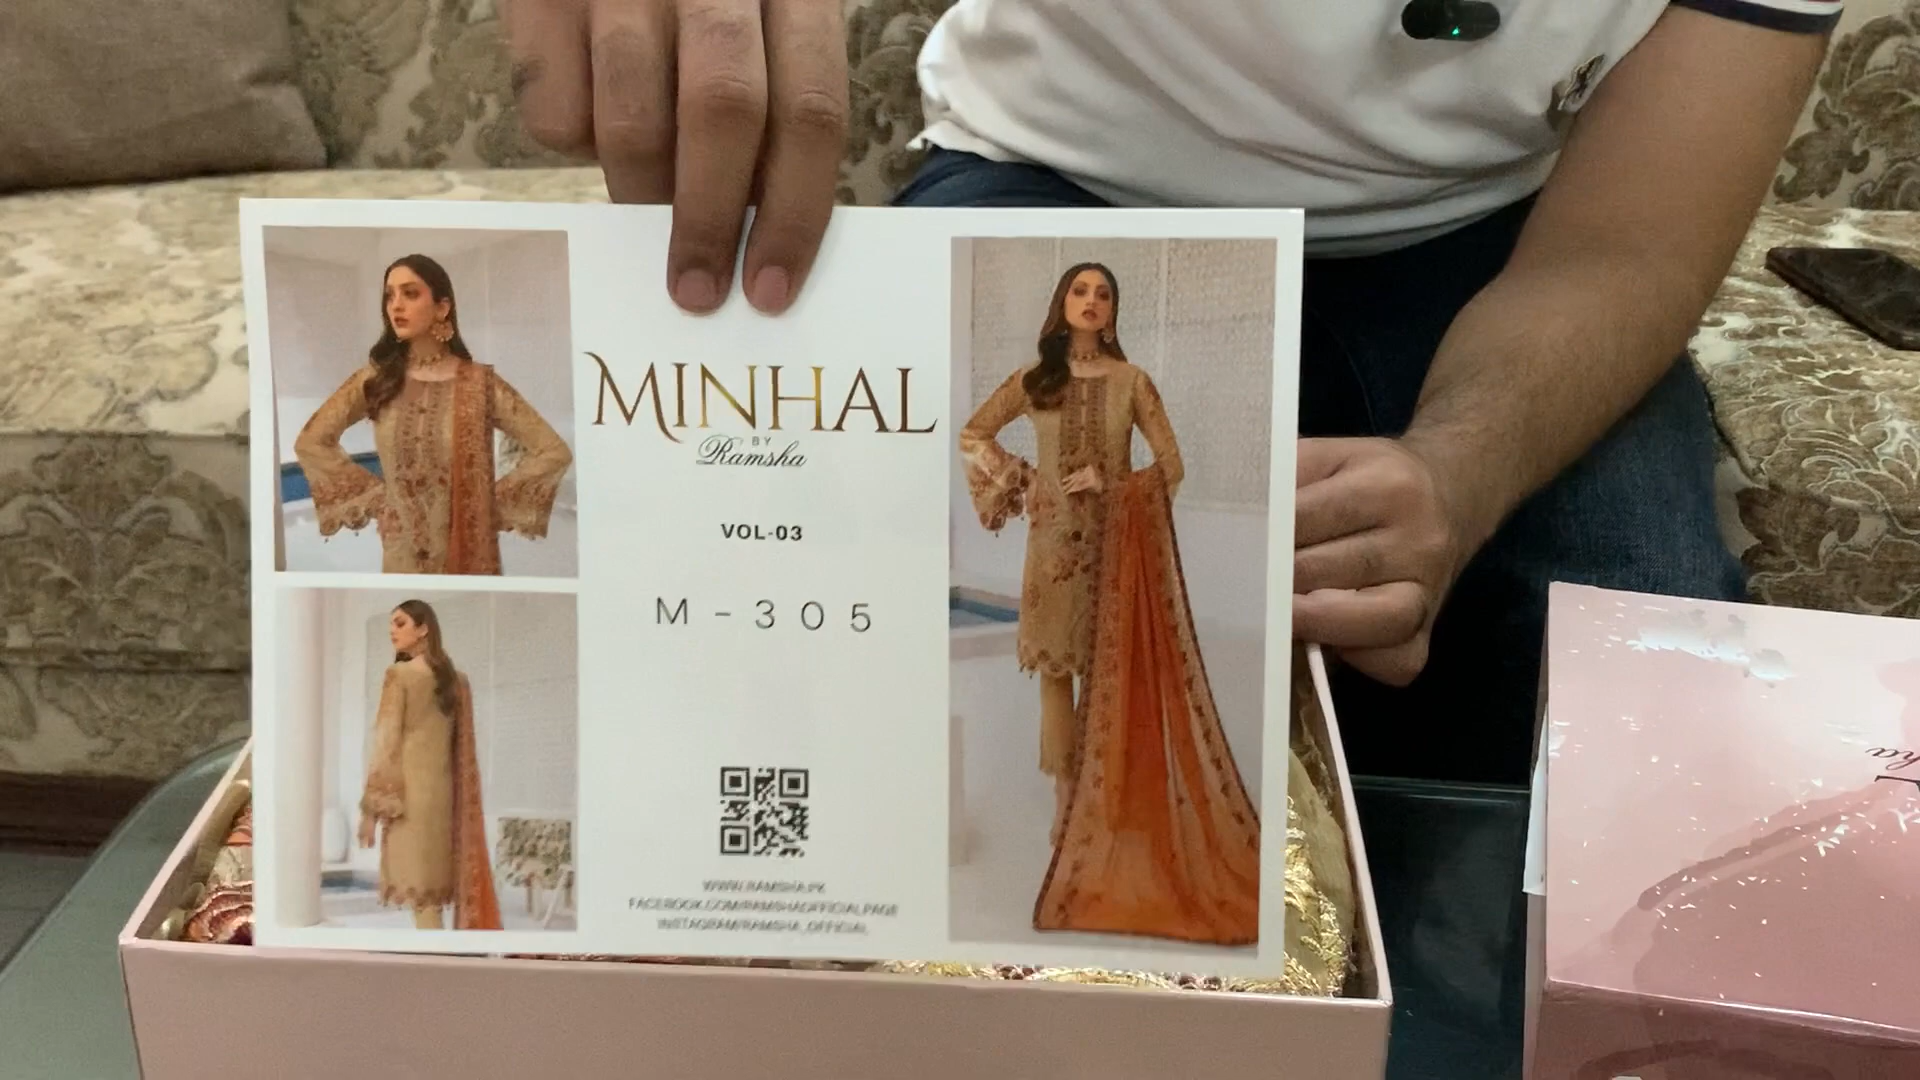 MINHAL
BY
Ramsha
VOL-03
M - 305
WWW.RAMSHA.PK
FACEBOOK.COM/RAMSHAOFFICIALPAGE
INSTAGRAM/RAMSHA_OFFICIAL